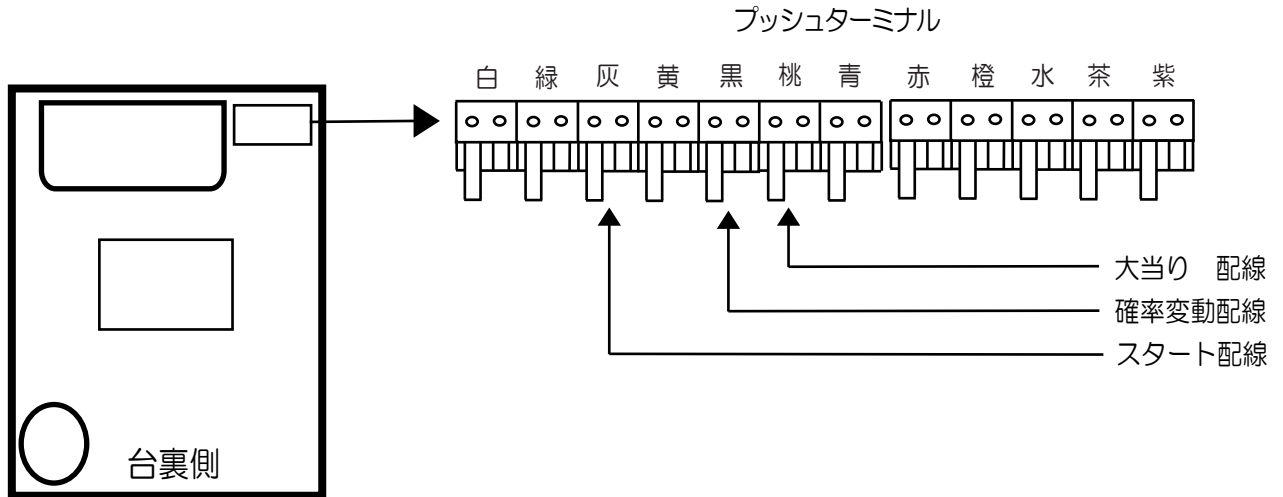 プッシュターミナル
白 緑 灰 黄 黒 桃 青 赤 橙 水 茶 紫
大当り 配線
確率変動配線
スタート配線
台裏側